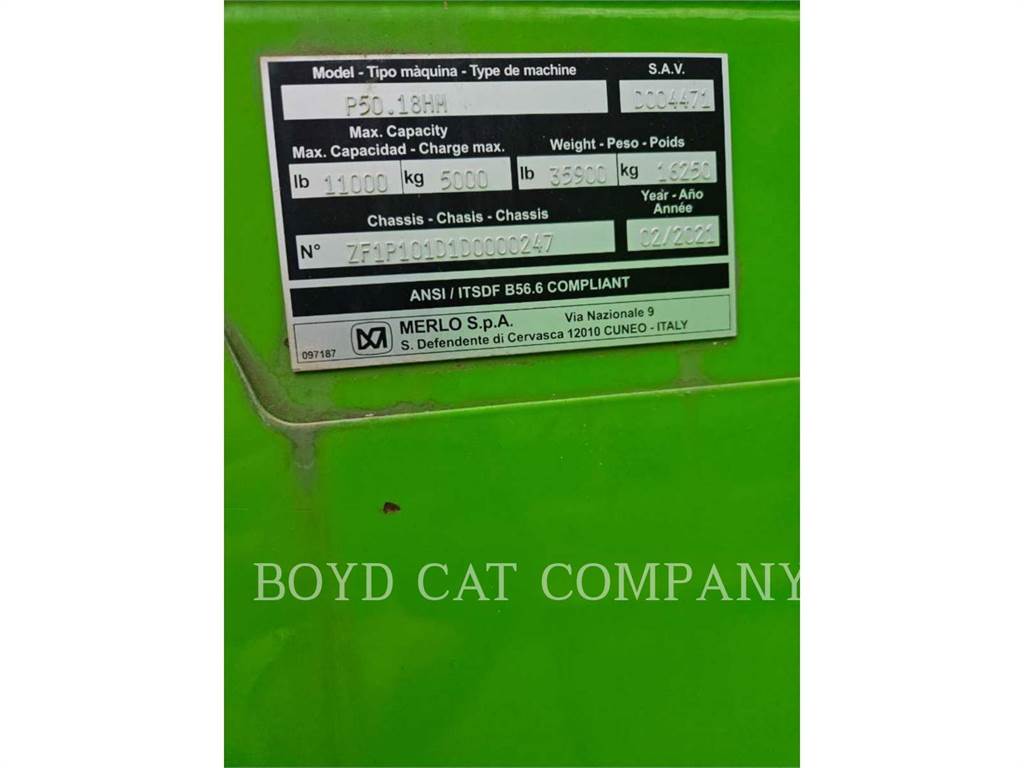 Model - Tipo màquina - Type de machine S.A.V.
P50.18HM D004471
Max. Capacity
Max. Capacidad - Charge max. Weight - Peso - Poids
lb 11000 kg 5000 lb 35900 kg 16250
Chassis - Chasis - Chassis Year - Año
Année
N° ZF1P101D1D0000247 02/2021
ANSI / ITSDF B56.6 COMPLIANT
MERLO S.p.A. Via Nazionale 9
097187 S. Defendente di Cervasca 12010 CUNEO - ITALY
BOYD CAT COMPANY